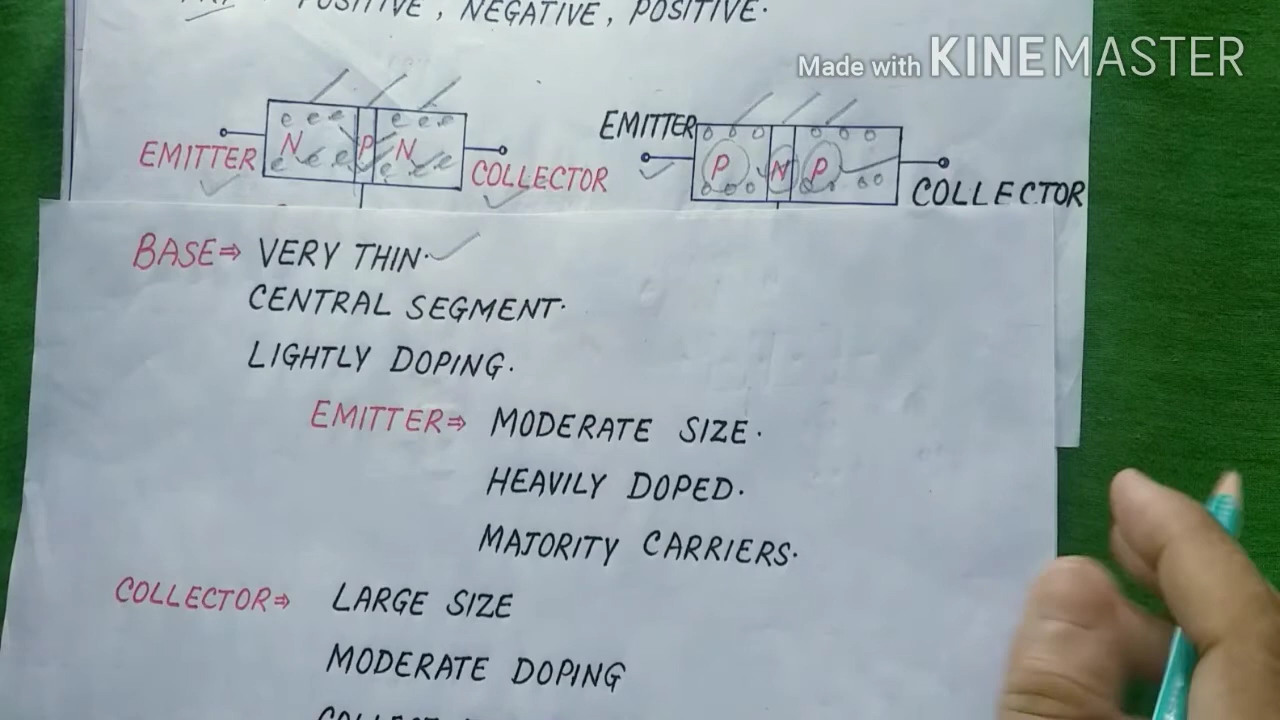 POSITIVE, NEGATIVE, POSITIVE.
Made with KINEMASTER
EMITTER
N P N
COLLECTOR
EMITTER
P N P
COLLECTOR
BASE⇒ VERY THIN.
CENTRAL SEGMENT.
LIGHTLY DOPING.
EMITTER⇒ MODERATE SIZE.
HEAVILY DOPED.
MAJORITY CARRIERS.
COLLECTOR⇒ LARGE SIZE
MODERATE DOPING